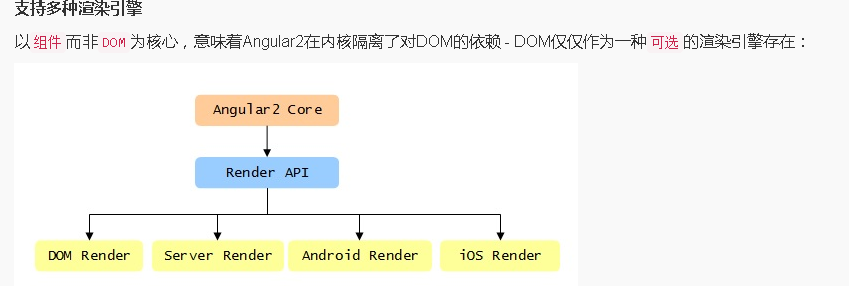 支持多种渲染引擎
以 组件 而非 DOM 为核心，意味着Angular2在内核隔离了对DOM的依赖 - DOM仅仅作为一种 可选 的渲染引擎存在：
Angular2 Core
Render API
DOM Render Server Render Android Render iOS Render